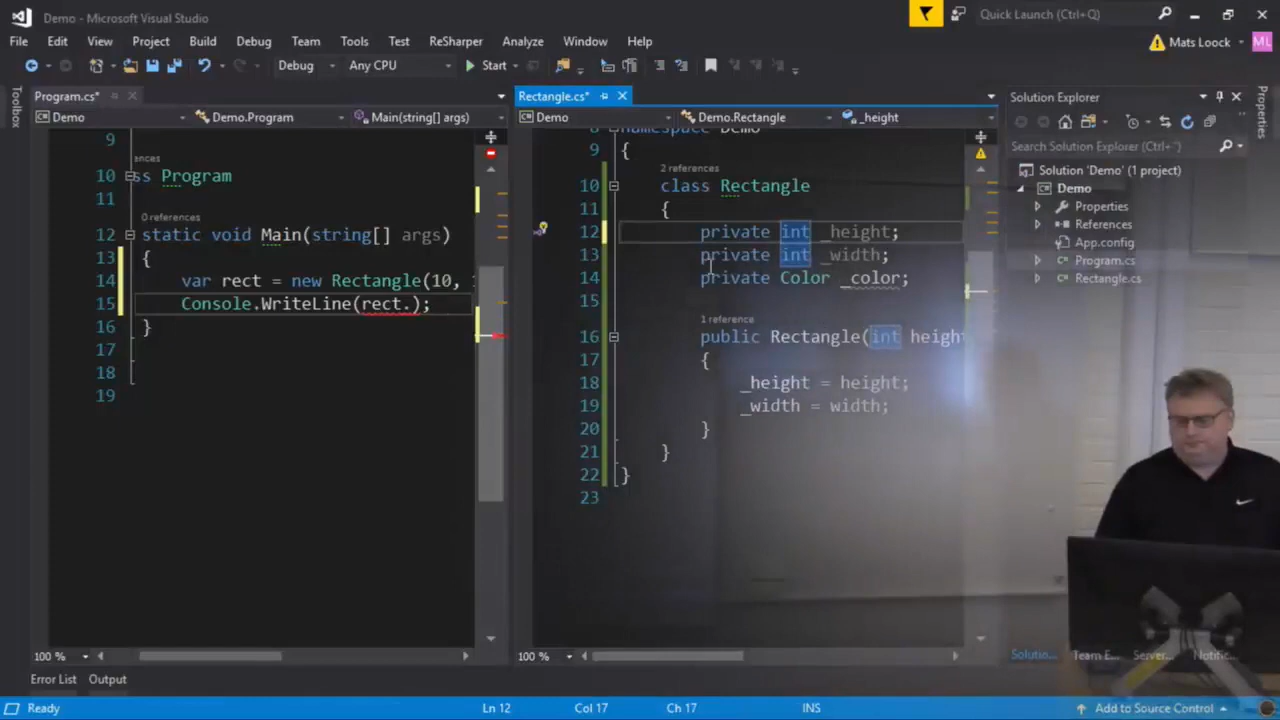 Demo - Microsoft Visual Studio
Quick Launch (Ctrl+Q)
File Edit View Project Build Debug Team Tools Test ReSharper Analyze Window Help
Mats Loock
ML
Debug Any CPU Start
Toolbox
Program.cs*
Demo Demo.Program Main(string[] args)
9
ences
10 ss Program
11
0 references
12 static void Main(string[] args)
13 {
14 var rect = new Rectangle(10,
15 Console.WriteLine(rect.);
16 }
17
18
19
100 %
Rectangle.cs*
Demo Demo.Rectangle _height
8 namespace Demo
9 {
2 references
10 class Rectangle
11 {
12 private int _height;
13 private int _width;
14 private Color _color;
15
1 reference
16 public Rectangle(int height
17 {
18 _height = height;
19 _width = width;
20 }
21 }
22 }
23
100 %
Solution Explorer
Search Solution Explorer (Ctrl+
Solution 'Demo' (1 project)
Demo
Properties
References
App.config
Program.cs
Rectangle.cs
Properties
Solutio... Team E... Server... Notific...
Error List Output
Ready Ln 12 Col 17 Ch 17 INS Add to Source Control